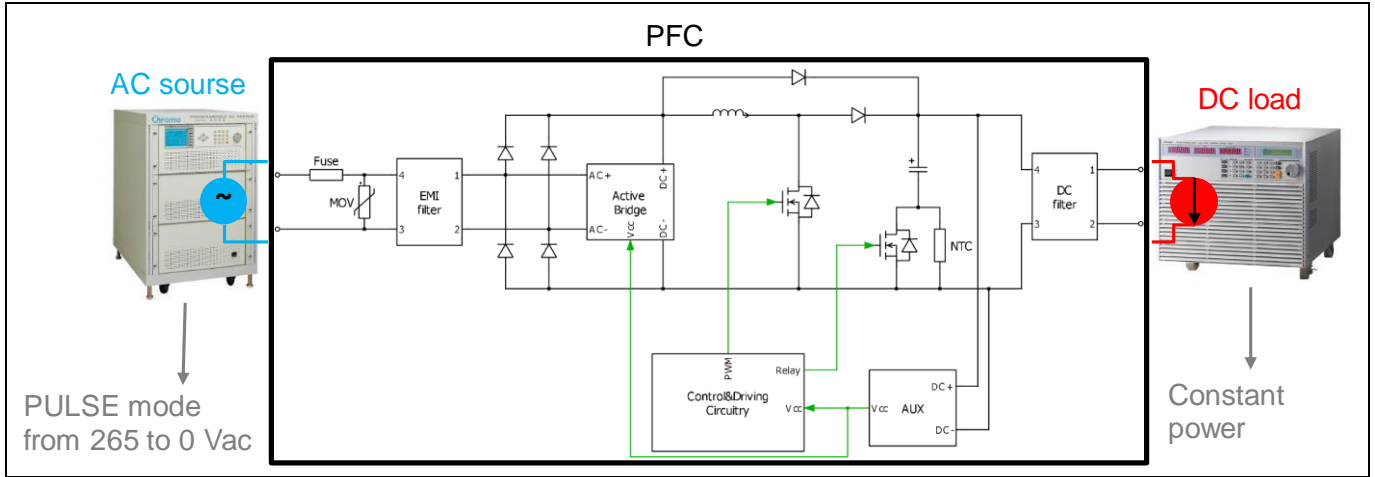 PFC
AC sourse
DC load
Chroma
Fuse
MOV
4
1
EMI
filter
3
2
AC+
DC+
Active
Bridge
AC-
Vcc
DC-
NTC
4
1
DC
filter
3
2
~
PWM
Relay
Control&Driving
Circuitry
Vcc
Vcc
AUX
DC+
DC-
PULSE mode
from 265 to 0 Vac
Constant
power